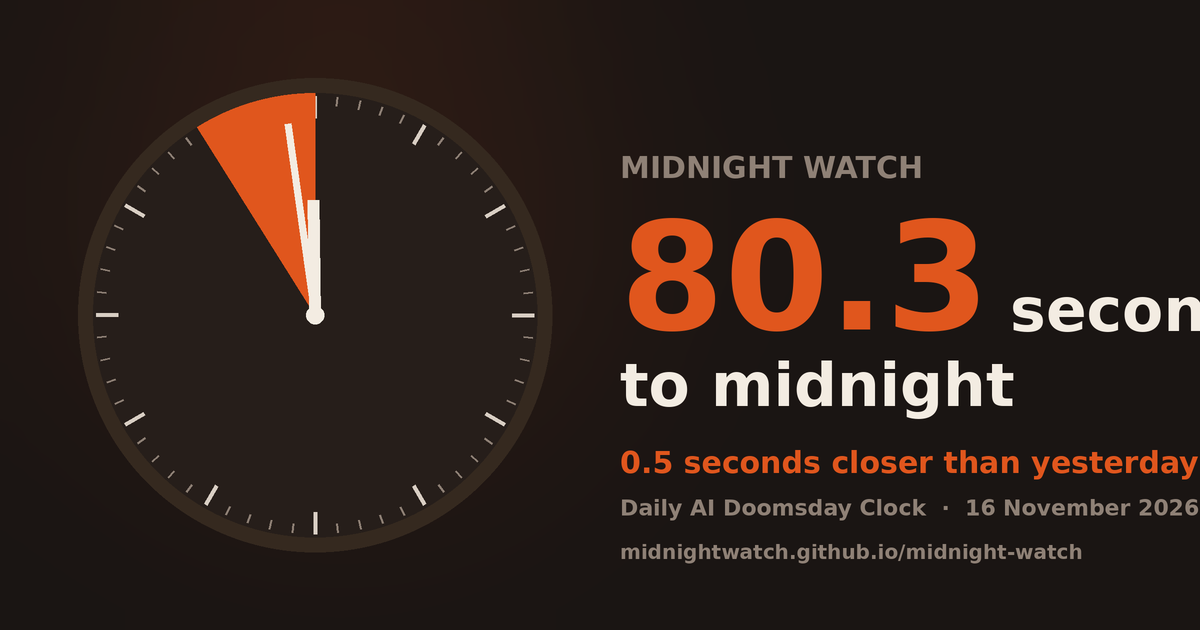 MIDNIGHT WATCH
80.3 secon
to midnight
0.5 seconds closer than yesterday
Daily AI Doomsday Clock · 16 November 2026
midnightwatch.github.io/midnight-watch